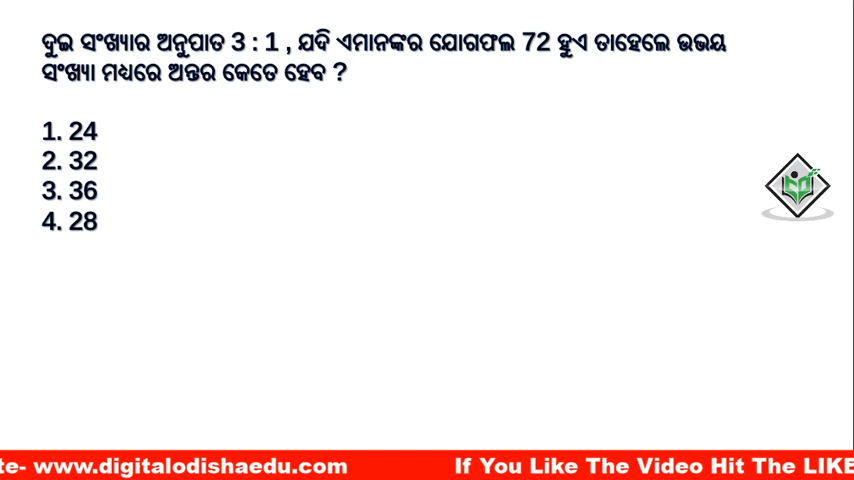 ଦୁଇ ସଂଖ୍ୟାର ଅନୁପାତ 3 : 1 , ଯଦି ଏମାନଙ୍କର ଯୋଗଫଲ 72 ହୁଏ ତାହେଲେ ଉଭୟ
ସଂଖ୍ୟା ମଧ୍ୟରେ ଅନ୍ତର କେତେ ହେବ ?
1. 24
2. 32
3. 36
4. 28
te- www.digitalodishaedu.com If You Like The Video Hit The LIKE